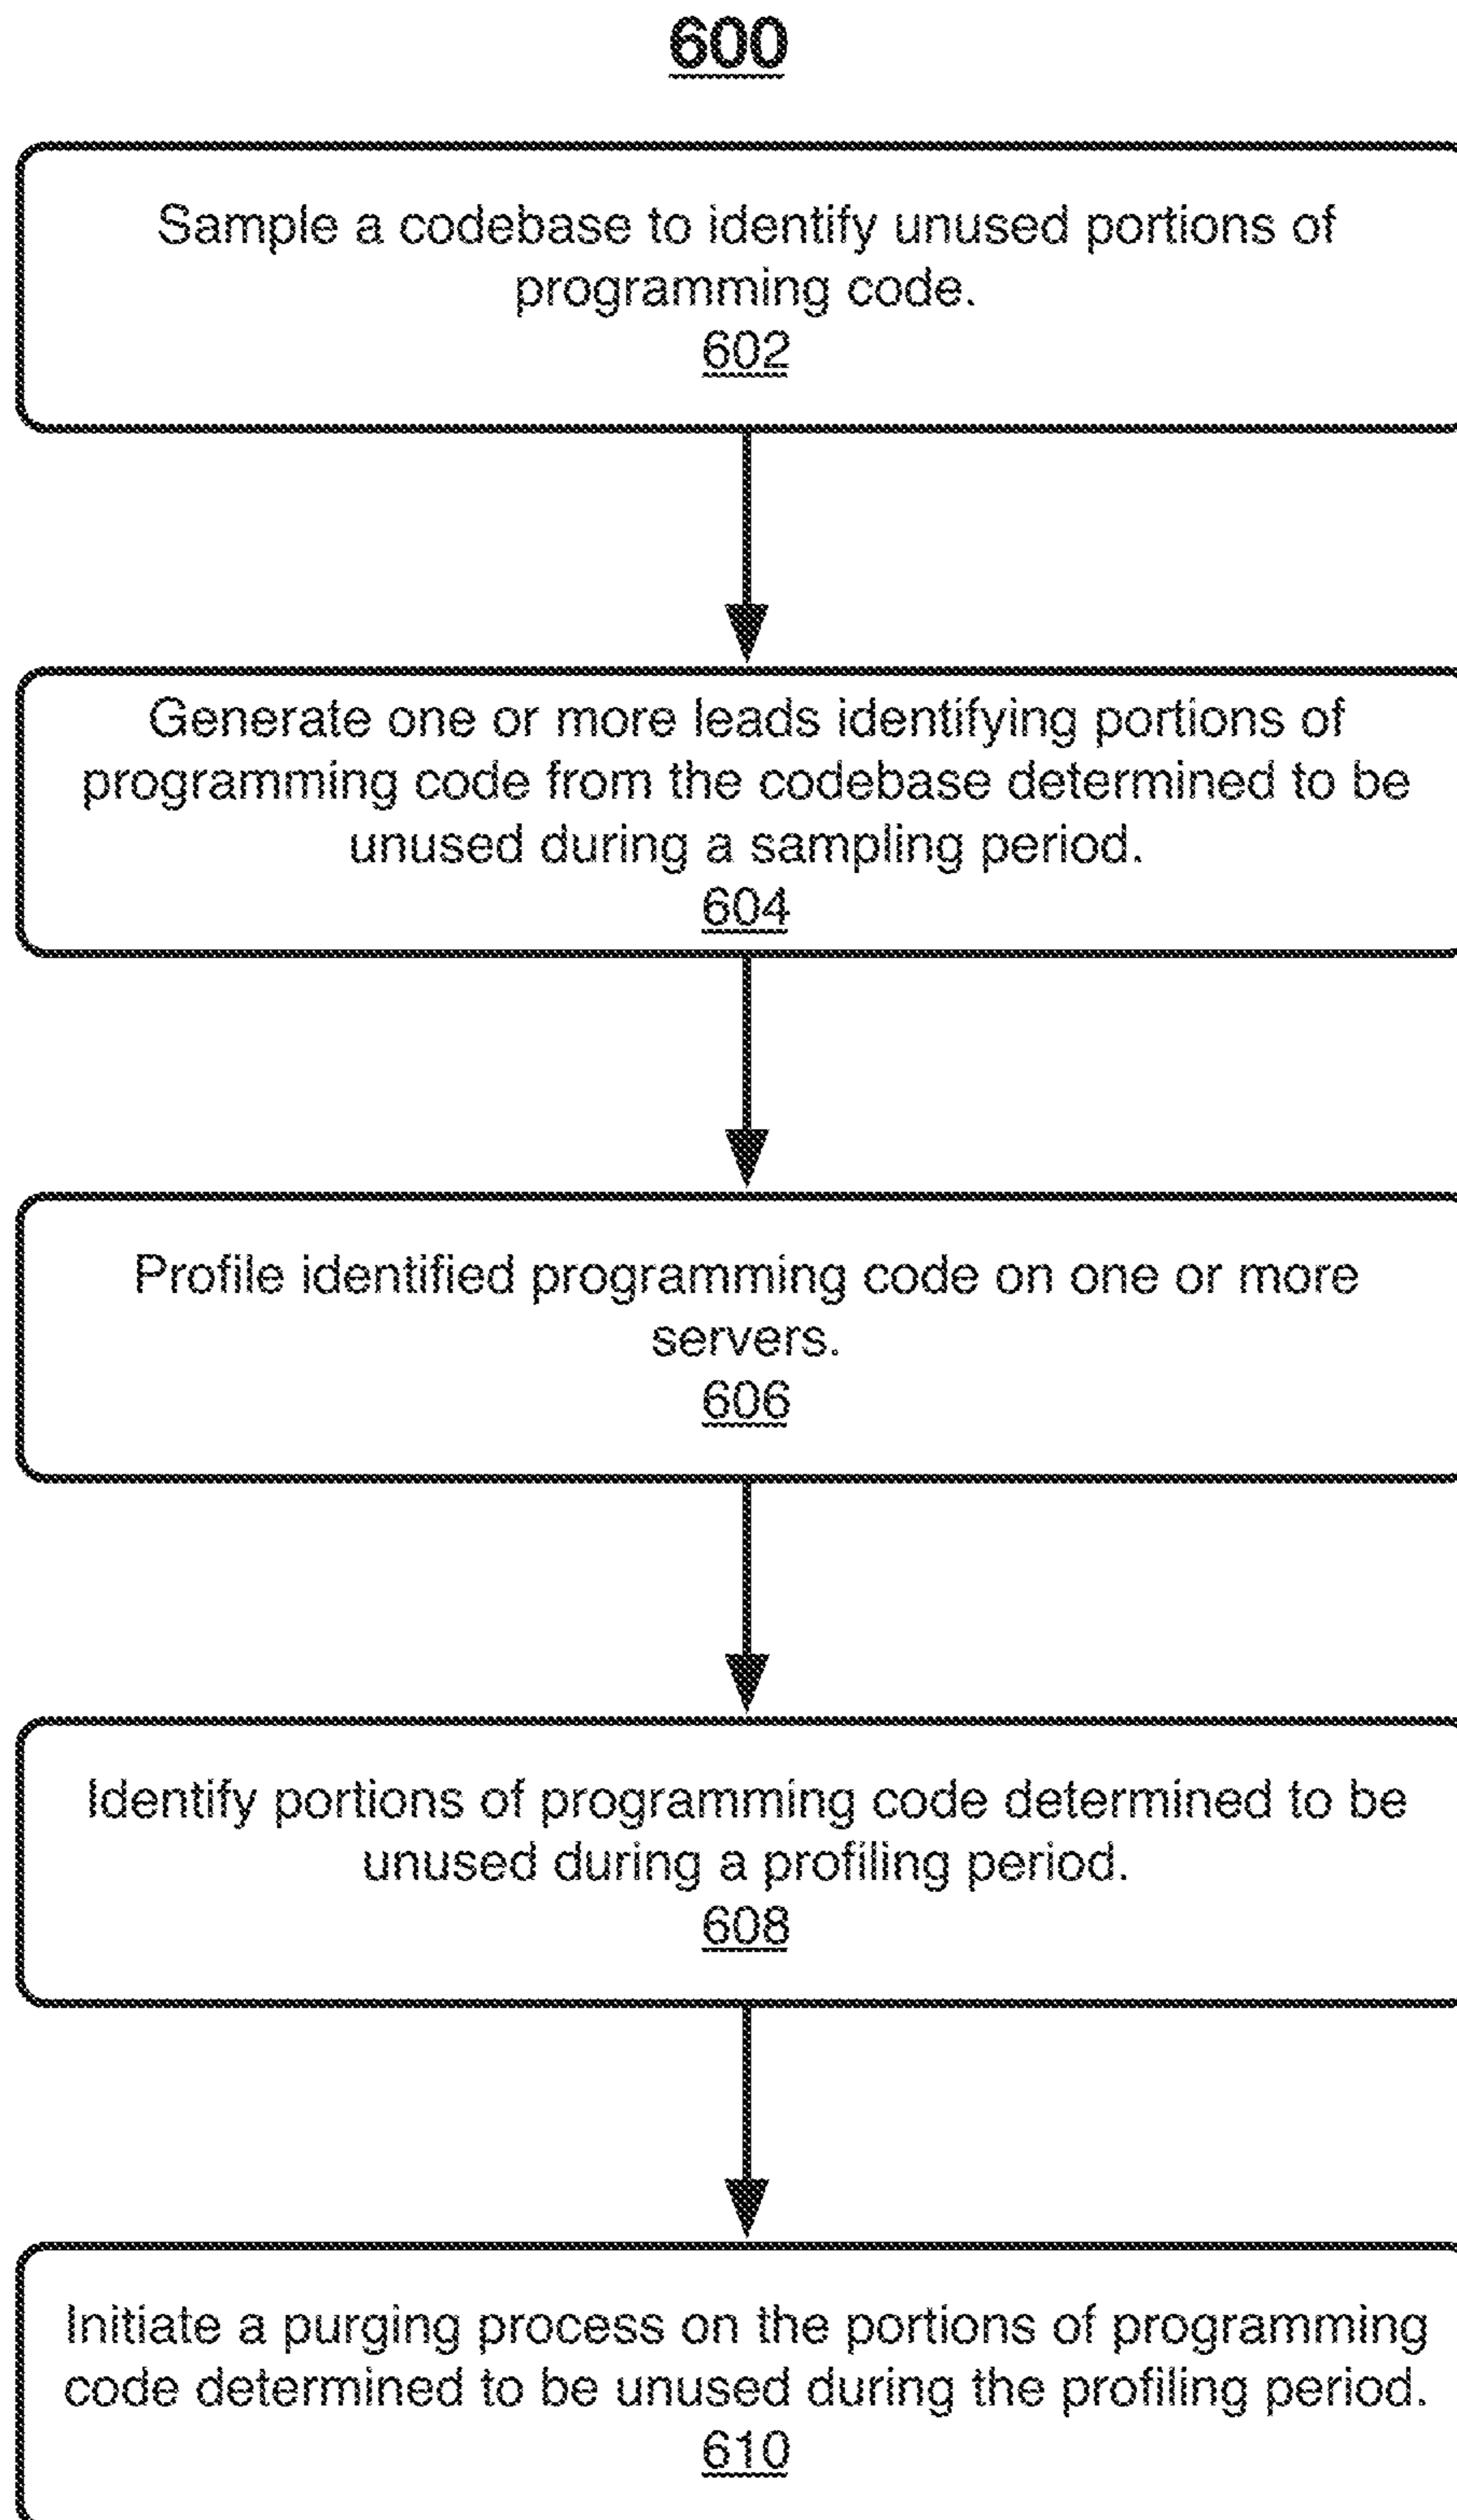 600
Sample a codebase to identify unused portions of
programming code.
602
Generate one or more leads identifying portions of
programming code from the codebase determined to be
unused during a sampling period.
604
Profile identified programming code on one or more
servers.
606
Identify portions of programming code determined to be
unused during a profiling period.
608
Initiate a purging process on the portions of programming
code determined to be unused during the profiling period.
610